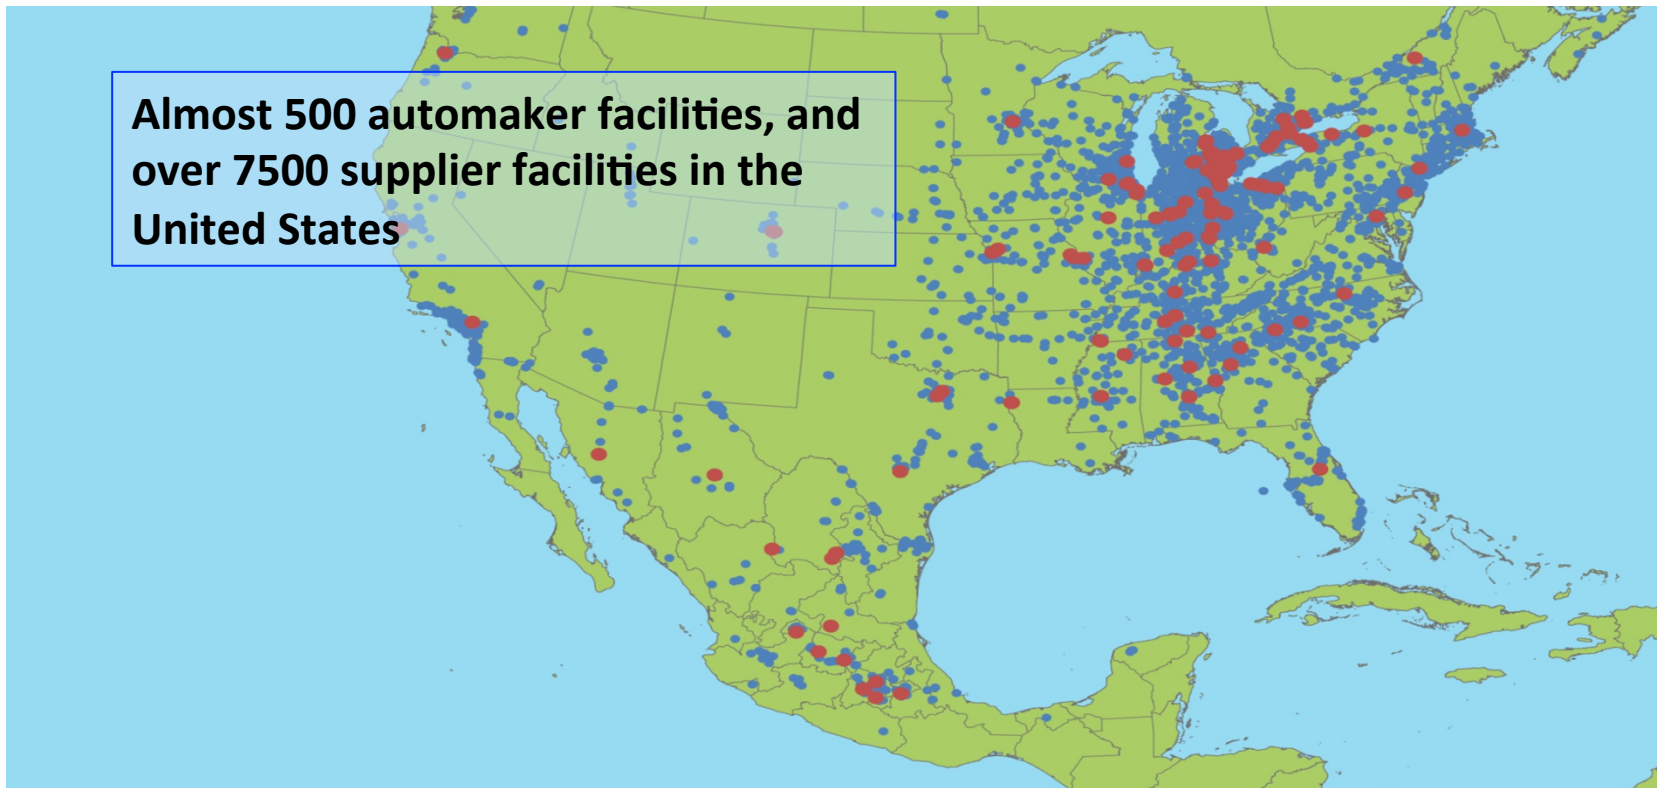 Almost 500 automaker facilities, and
over 7500 supplier facilities in the
United States